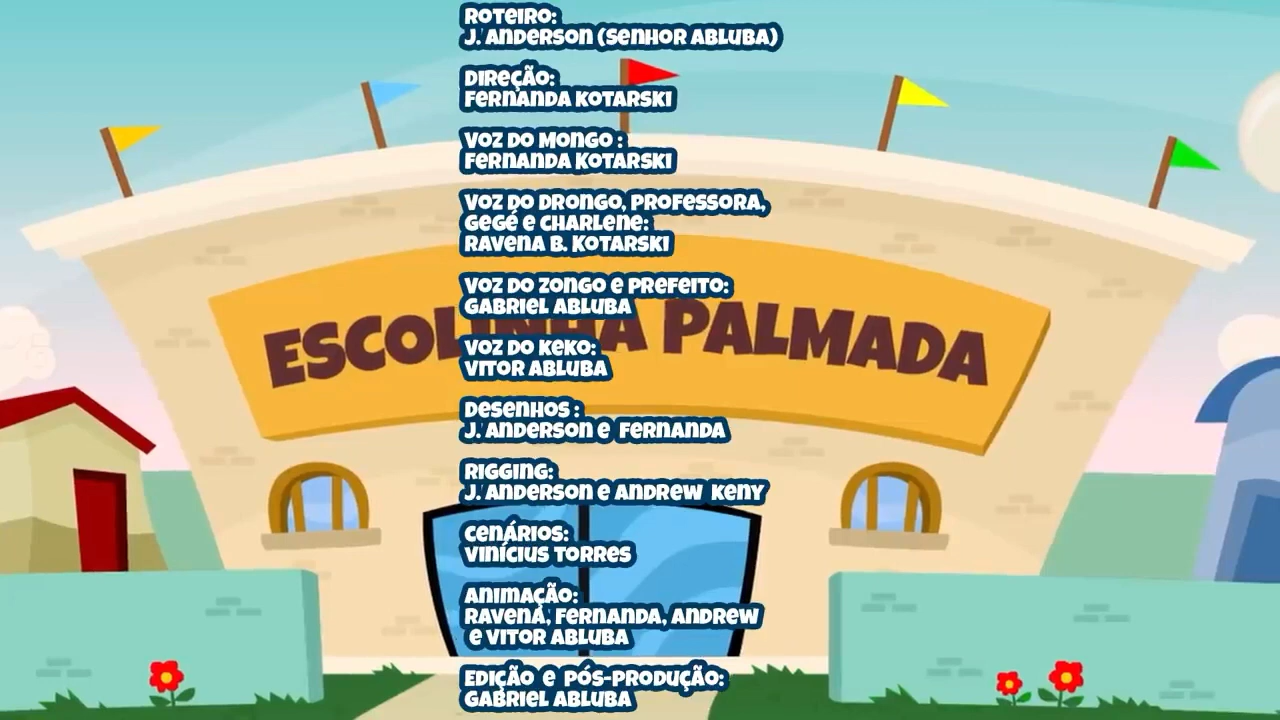 Roteiro:
J. Anderson (Senhor Abluba)
Direção:
Fernanda Kotarski
Voz do Mongo :
Fernanda Kotarski
Voz do Drongo, Professora,
Gegé e Charlene:
Ravena B. Kotarski
Voz do Zongo e Prefeito:
Gabriel Abluba
ESCOLINHA PALMADA
Voz do Keko:
Vitor Abluba
Desenhos :
J. Anderson e Fernanda
Rigging:
J. Anderson e Andrew Keny
Cenários:
Vinícius Torres
Animação:
Ravena, Fernanda, Andrew
e Vitor Abluba
Edição e Pós-Produção:
Gabriel Abluba